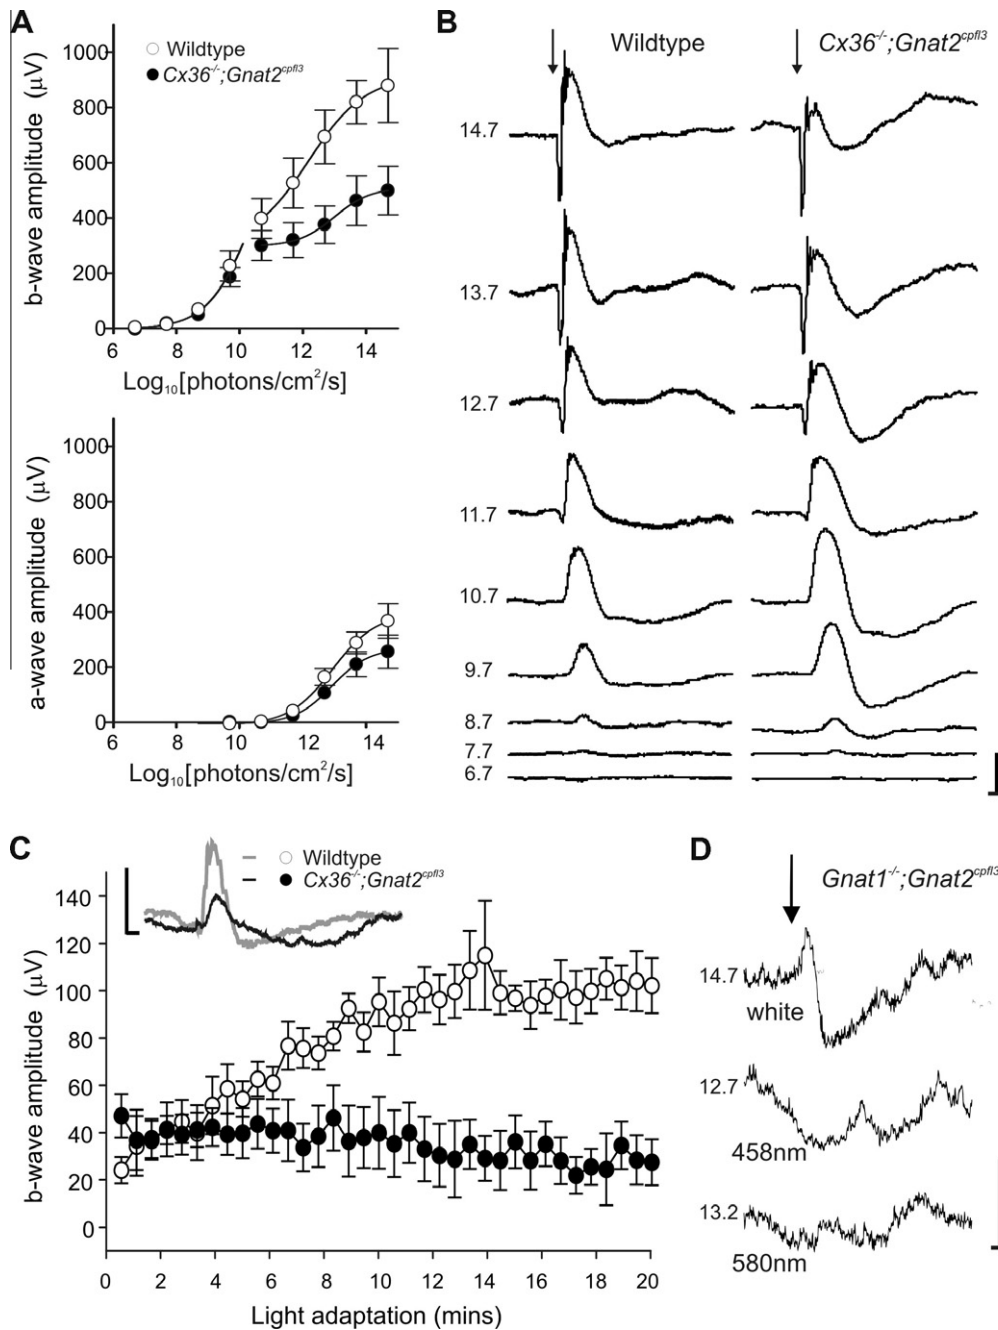 A
Wildtype
Cx36-/-;Gnat2cpfl3
b-wave amplitude (μV)
1000
800
600
400
200
0
6 8 10 12 14
Log10[photons/cm2/s]
a-wave amplitude (μV)
1000
800
600
400
200
0
6 8 10 12 14
Log10[photons/cm2/s]
B
Wildtype Cx36-/-;Gnat2cpfl3
14.7
13.7
12.7
11.7
10.7
9.7
8.7
7.7
6.7
C
Wildtype
Cx36-/-;Gnat2cpfl3
b-wave amplitude (μV)
140
120
100
80
60
40
20
0
0 2 4 6 8 10 12 14 16 18 20
Light adaptation (mins)
D
Gnat1-/-;Gnat2cpfl3
14.7
white
12.7
458nm
13.2
580nm